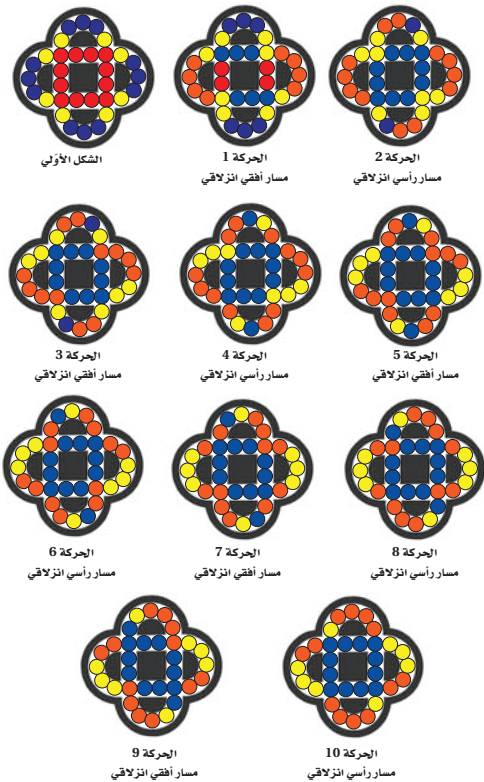 الشكل الأوّلي
الحركة 1
مسار أفقي انزلاقي
الحركة 2
مسار رأسي انزلاقي
الحركة 3
مسار أفقي انزلاقي
الحركة 4
مسار رأسي انزلاقي
الحركة 5
مسار أفقي انزلاقي
الحركة 6
مسار رأسي انزلاقي
الحركة 7
مسار أفقي انزلاقي
الحركة 8
مسار رأسي انزلاقي
الحركة 9
مسار أفقي انزلاقي
الحركة 10
مسار رأسي انزلاقي